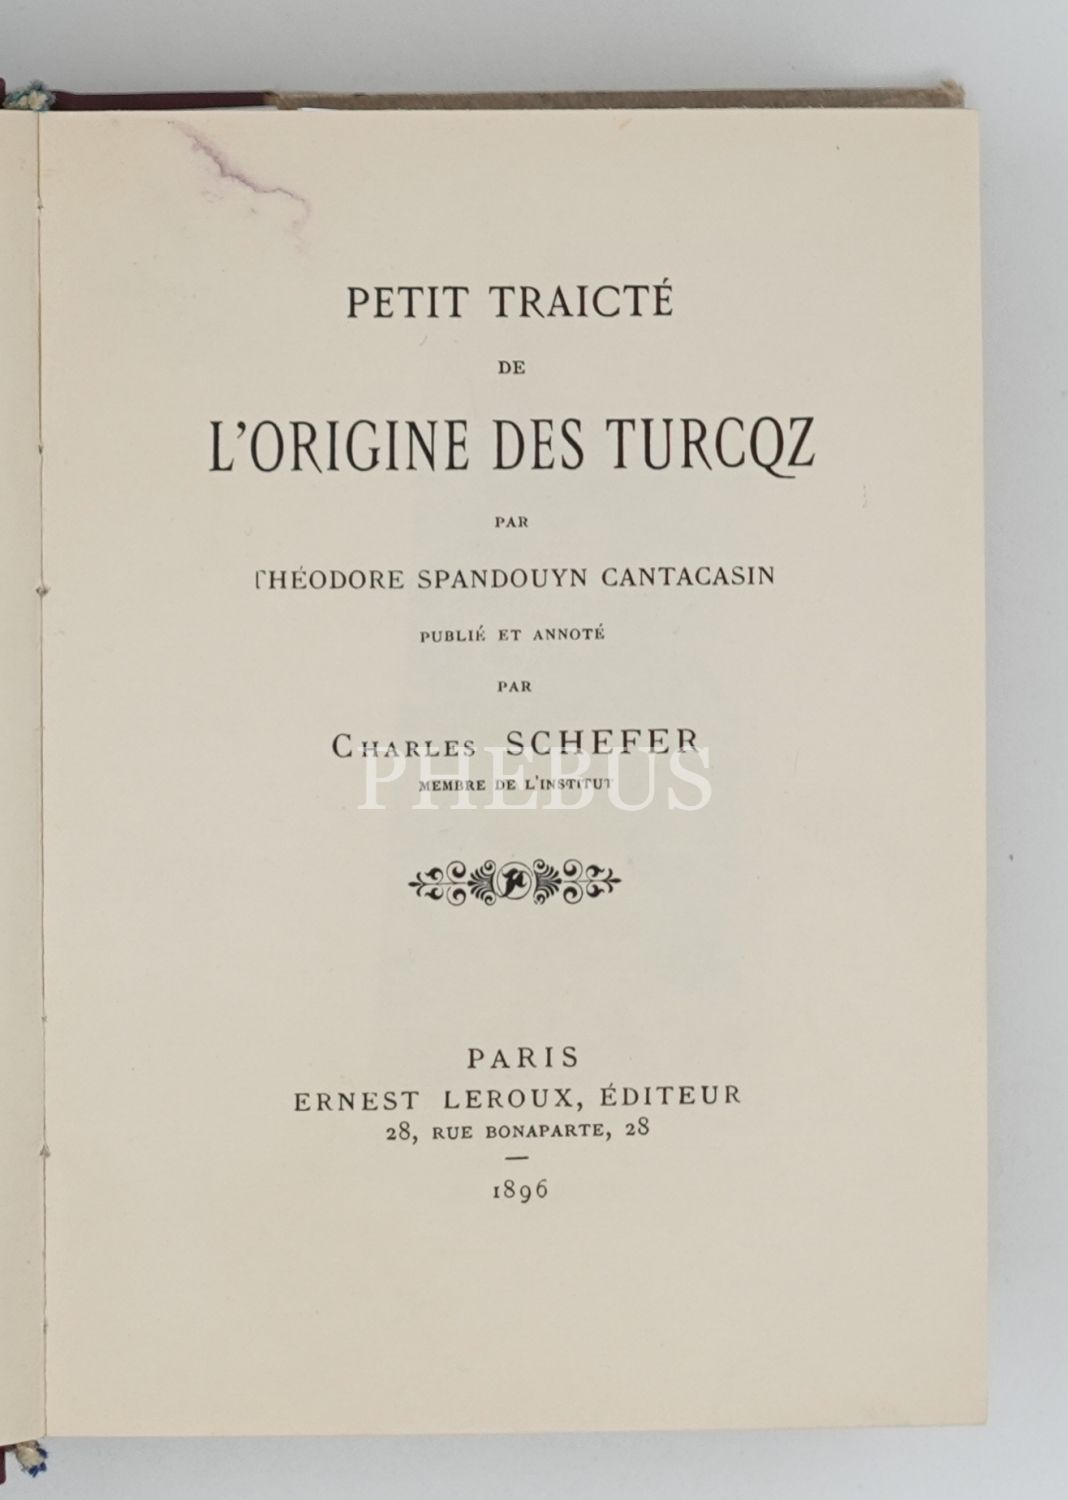 PETIT TRAICTÉ
DE
L'ORIGINE DES TURCQZ
PAR
THÉODORE SPANDOUYN CANTACASIN
PUBLIÉ ET ANNOTÉ
PAR
CHARLES SCHEFER
PHEBUS
MEMBRE DE L'INSTITUT
PARIS
ERNEST LEROUX, ÉDITEUR
28, RUE BONAPARTE, 28
1896